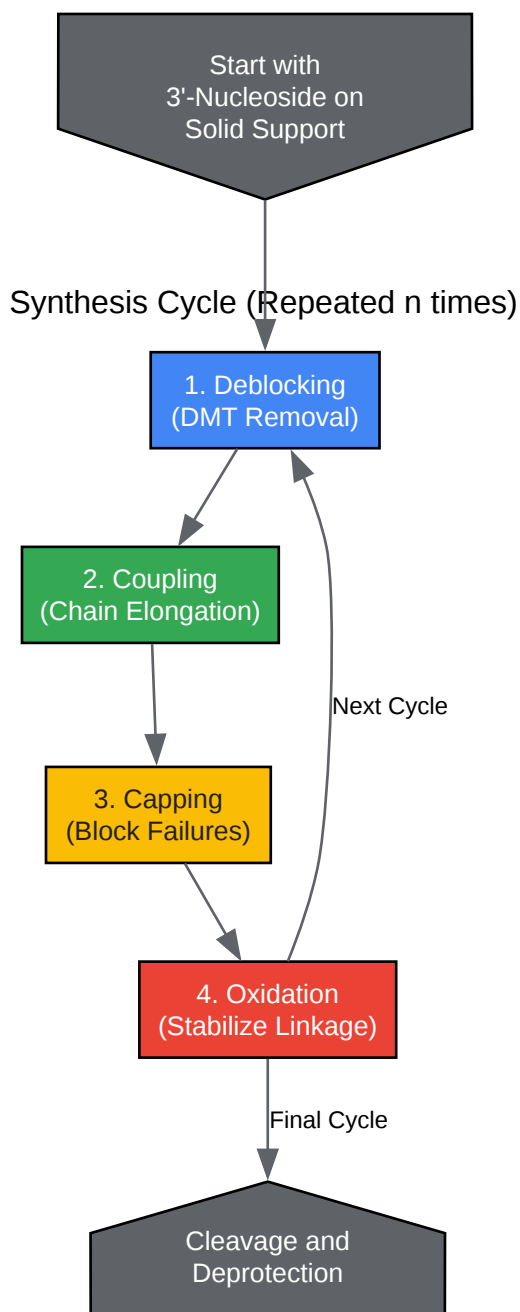 Start with
3'-Nucleoside on
Solid Support
Synthesis Cycle (Repeated n times)
1. Deblocking
(DMT Removal)
2. Coupling
(Chain Elongation)
Next Cycle
3. Capping
(Block Failures)
4. Oxidation
(Stabilize Linkage)
Final Cycle
Cleavage and
Deprotection